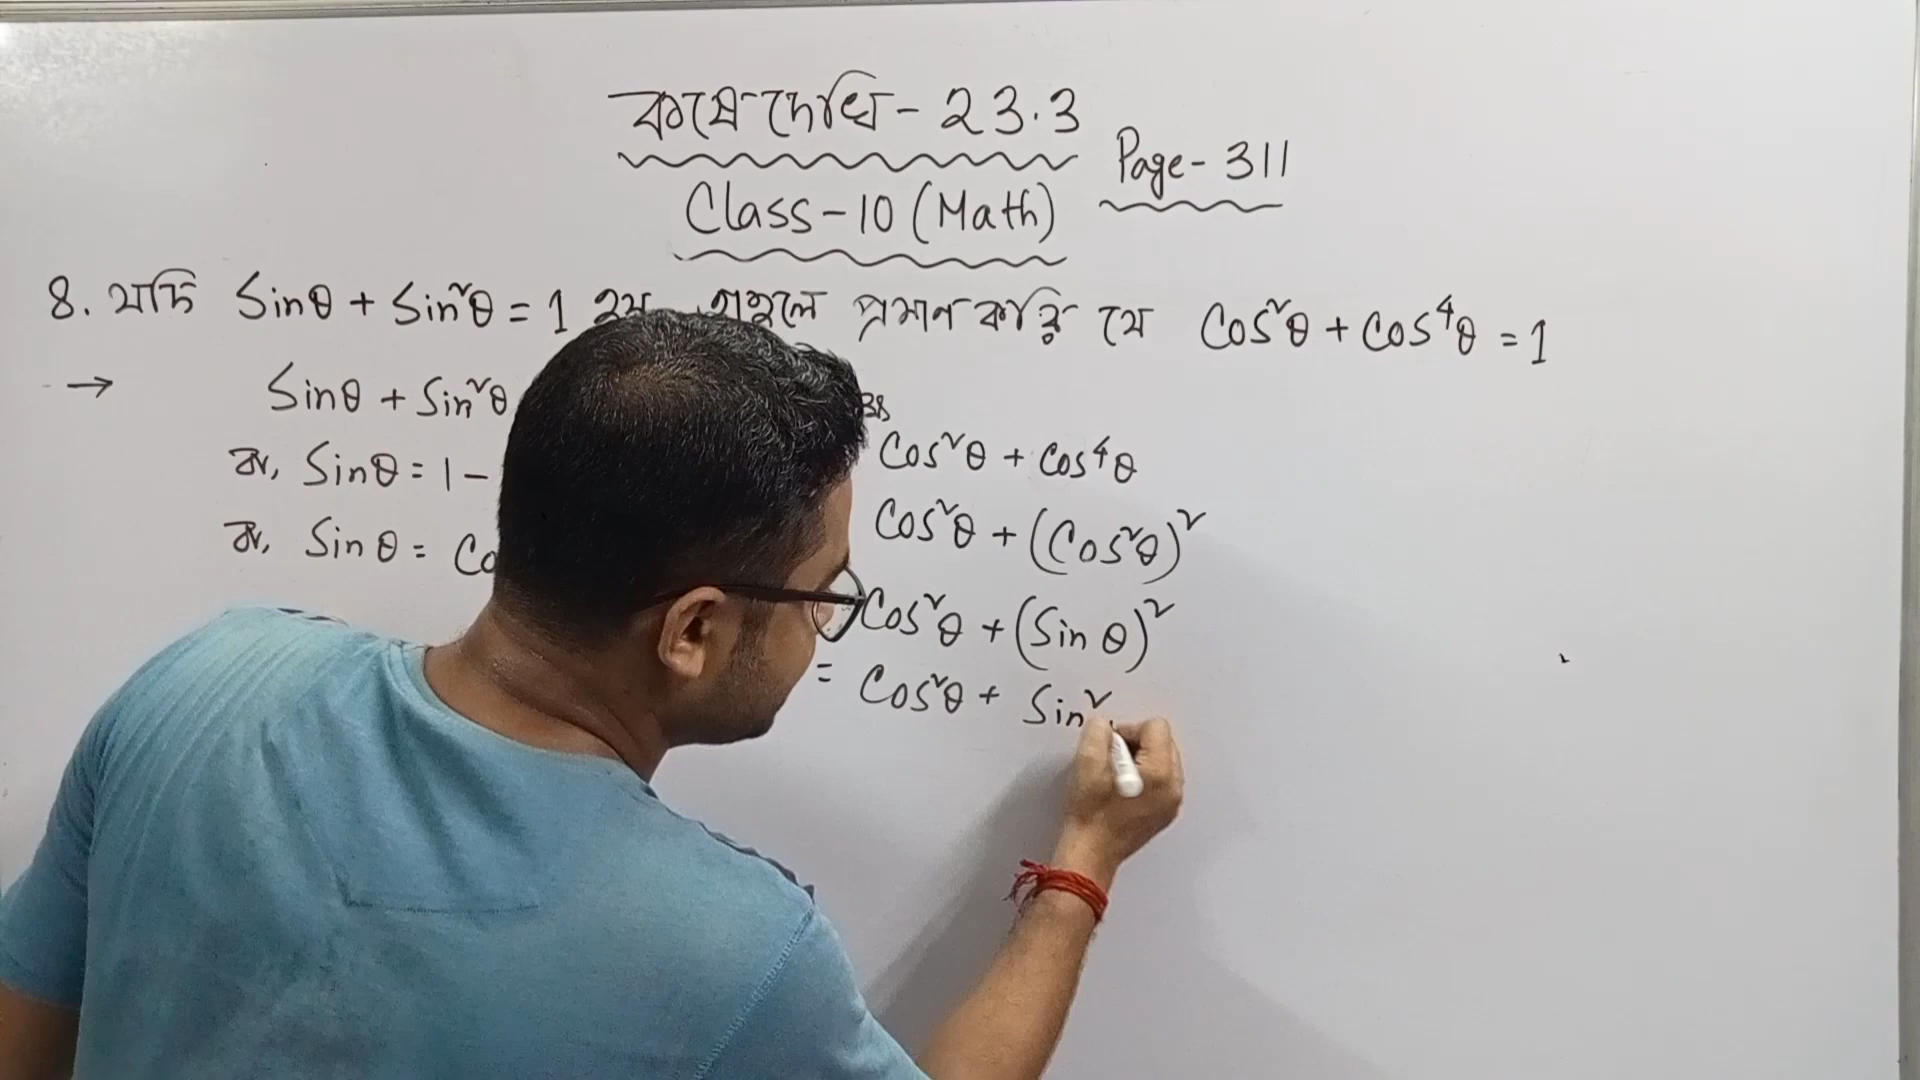 কষে দেখি - 23.3
Page - 311
Class - 10 (Math)
8. যদি Sinθ + Sin²θ = 1 হয় তাহলে প্রমাণ করি যে Cos²θ + Cos⁴θ = 1
→ Sinθ + Sin²θ
বা, Sinθ = 1 -
বা, Sinθ = Co
Cos²θ + Cos⁴θ
Cos²θ + (Cos²θ)²
Cos²θ + (Sin θ)²
= Cos²θ + Sin²